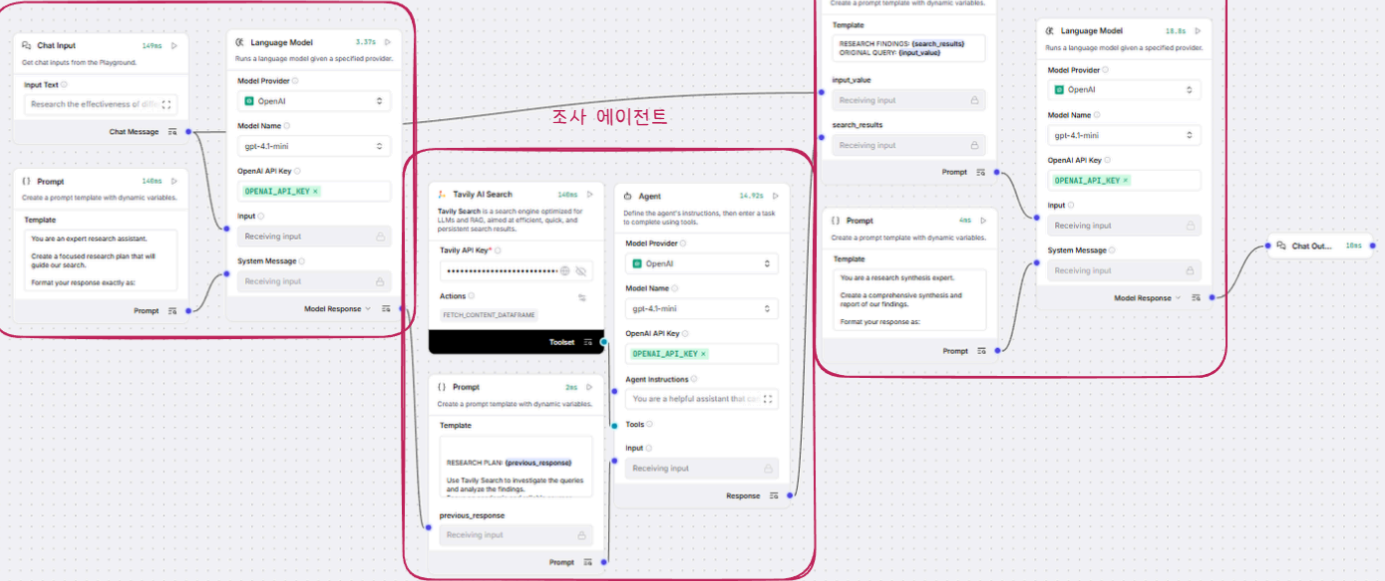 Chat Input
149ms
Get chat inputs from the Playground.
Input Text
Research the effectiveness of
Chat Message
Prompt
148ms
Create a prompt template with dynamic variables.
Template
You are an expert research assistant.
Create a focused research plan that will
guide our search.
Format your response exactly as:
Prompt
Language Model
3.37s
Runs a language model given a specified provider.
Model Provider
OpenAI
Model Name
gpt-4.1-mini
OpenAI API Key
OPENAI_API_KEY ×
Input
Receiving input
System Message
Receiving input
Model Response
조사 에이전트
Tavily AI Search
148ms
Tavily Search is a search engine optimized for
LLMs and RAG, aimed at efficient, quick, and
persistent search results.
Tavily API Key*
Actions
FETCH_CONTENT_DATAFRAME
Toolset
Prompt
2ms
Create a prompt template with dynamic variables.
Template
RESEARCH PLAN: {previous_response}
Use Tavily Search to investigate the queries
and analyze the findings.
previous_response
Receiving input
Prompt
Agent
14.92s
Define the agent's instructions, then enter a task
to complete using tools.
Model Provider
OpenAI
Model Name
gpt-4.1-mini
OpenAI API Key
OPENAI_API_KEY ×
Agent Instructions
You are a helpful assistant that
Tools
Input
Receiving input
Response
Create a prompt template with dynamic variables.
Template
RESEARCH FINDINGS: {search_results}
ORIGINAL QUERY: {input_value}
input_value
Receiving input
search_results
Receiving input
Prompt
Prompt
4ms
Create a prompt template with dynamic variables.
Template
You are a research synthesis expert.
Create a comprehensive synthesis and
report of our findings.
Format your response as:
Prompt
Language Model
18.8s
Runs a language model given a specified provider.
Model Provider
OpenAI
Model Name
gpt-4.1-mini
OpenAI API Key
OPENAI_API_KEY ×
Input
Receiving input
System Message
Receiving input
Model Response
Chat Out...
10ms